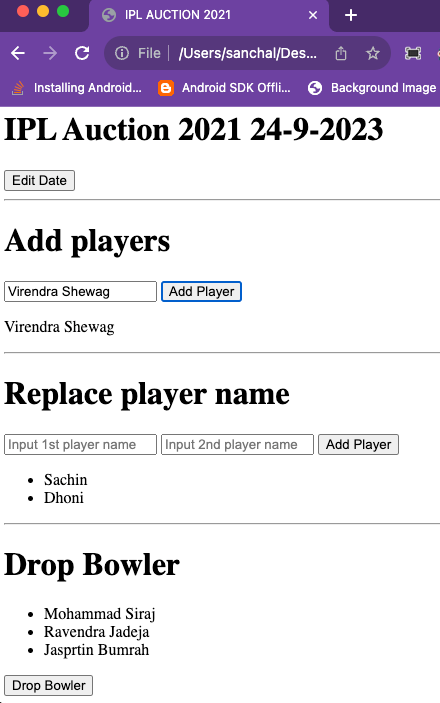 IPL AUCTION 2021
File /Users/sanchal/Des...
Installing Android... Android SDK Offli... Background Image
IPL Auction 2021 24-9-2023
Edit Date
Add players
Virendra Shewag Add Player
Virendra Shewag
Replace player name
Input 1st player name Input 2nd player name Add Player
Sachin
Dhoni
Drop Bowler
Mohammad Siraj
Ravendra Jadeja
Jasprtin Bumrah
Drop Bowler